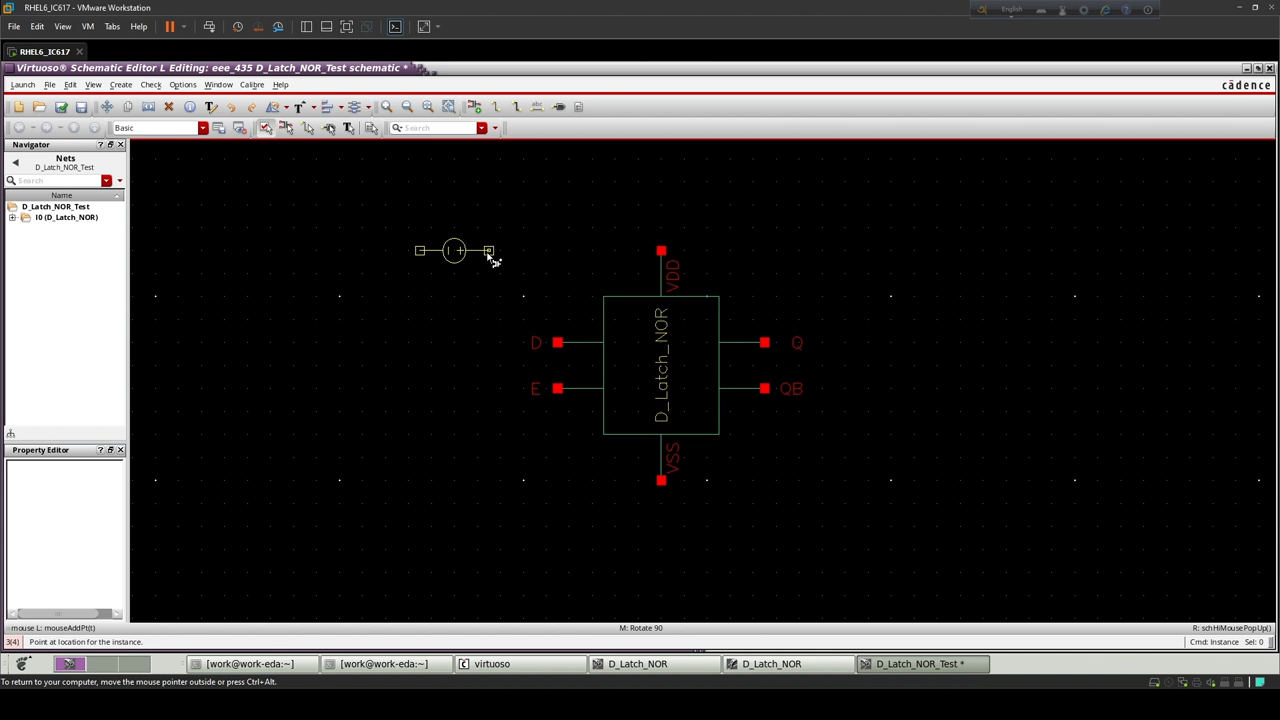 RHEL6_IC617 - VMware Workstation
English
File Edit View VM Tabs Help
RHEL6_IC617
Virtuoso® Schematic Editor L Editing: eee_435 D_Latch_NOR_Test schematic *
Launch File Edit View Create Check Options Window Calibre Help
cādence
Basic
Search
Navigator
Nets
D_Latch_NOR_Test
Search
Name
D_Latch_NOR_Test
I0 (D_Latch_NOR)
Property Editor
VDD
D
E
D_Latch_NOR
Q
QB
VSS
mouse L: mouseAddPt(t)
M: Rotate 90
R: schHiMousePopUp()
3(4) Point at location for the instance.
Cmd: Instance Sel: 0
[work@work-eda:~]
[work@work-eda:~]
virtuoso
D_Latch_NOR
D_Latch_NOR
D_Latch_NOR_Test *
To return to your computer, move the mouse pointer outside or press Ctrl+Alt.